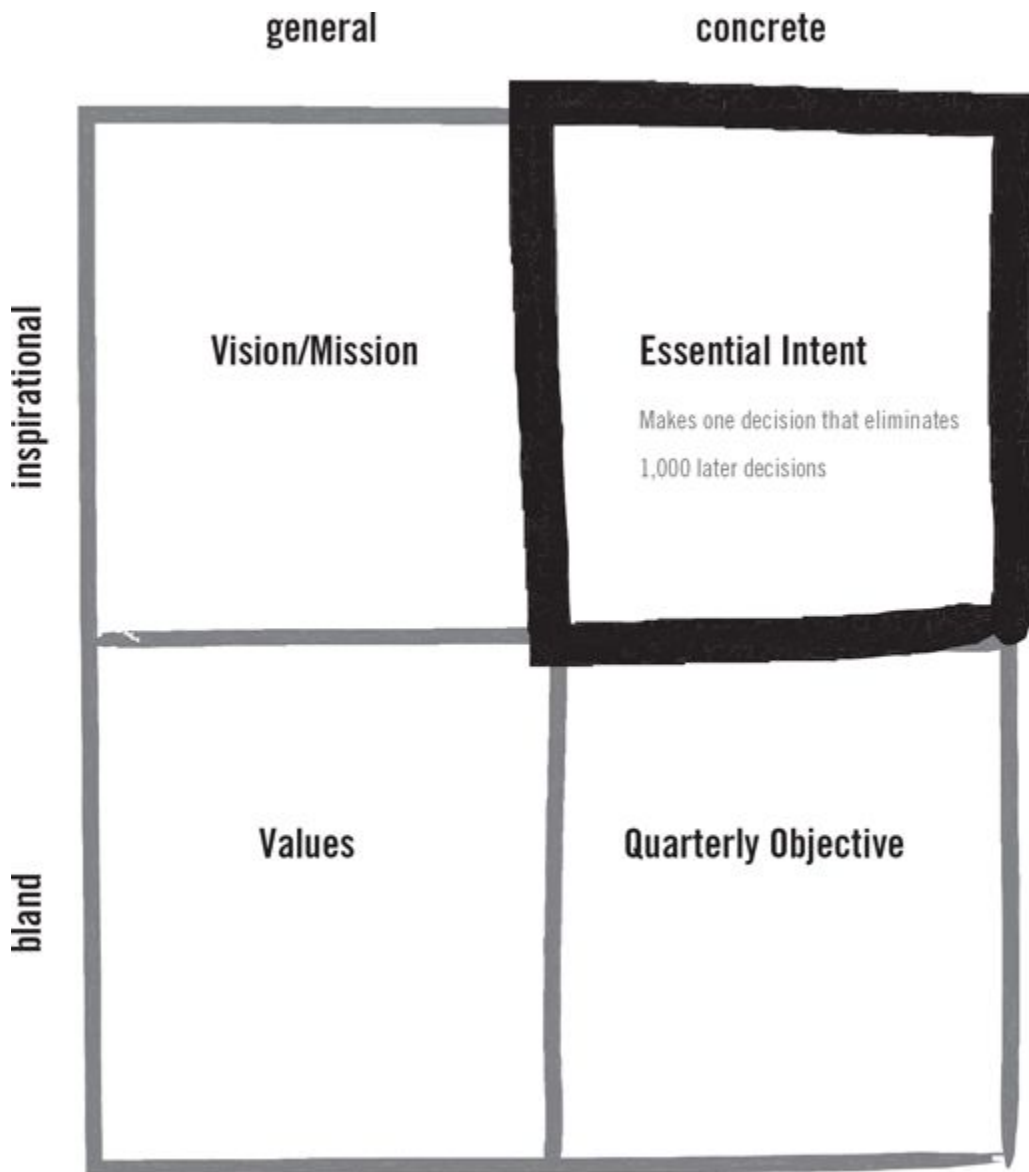 general
concrete
inspirational
Vision/Mission
Essential Intent
Makes one decision that eliminates
1,000 later decisions
bland
Values
Quarterly Objective